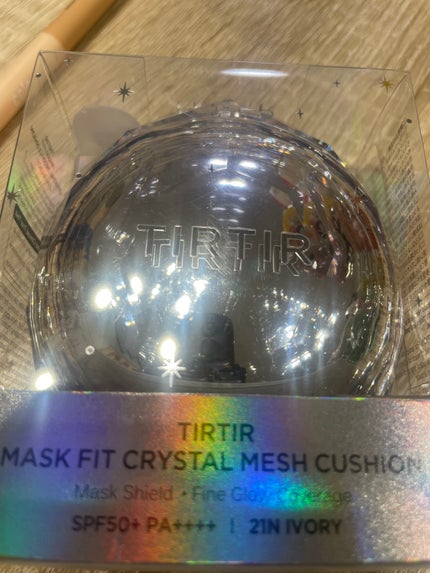 TIRTIR
TIRTIR
MASK FIT CRYSTAL MESH CUSHION
Mask Shield • Fine Glow Coverage
SPF50+ PA++++ | 21N IVORY